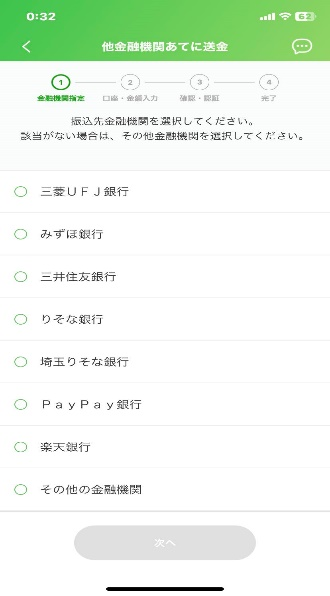 0:32
62
他金融機関あてに送金
1
2
3
4
金融機関指定
口座・金額入力
確認・認証
完了
振込先金融機関を選択してください。
該当がない場合は、その他金融機関を選択してください。
三菱ＵＦＪ銀行
みずほ銀行
三井住友銀行
りそな銀行
埼玉りそな銀行
ＰａｙＰａｙ銀行
楽天銀行
その他の金融機関
次へ